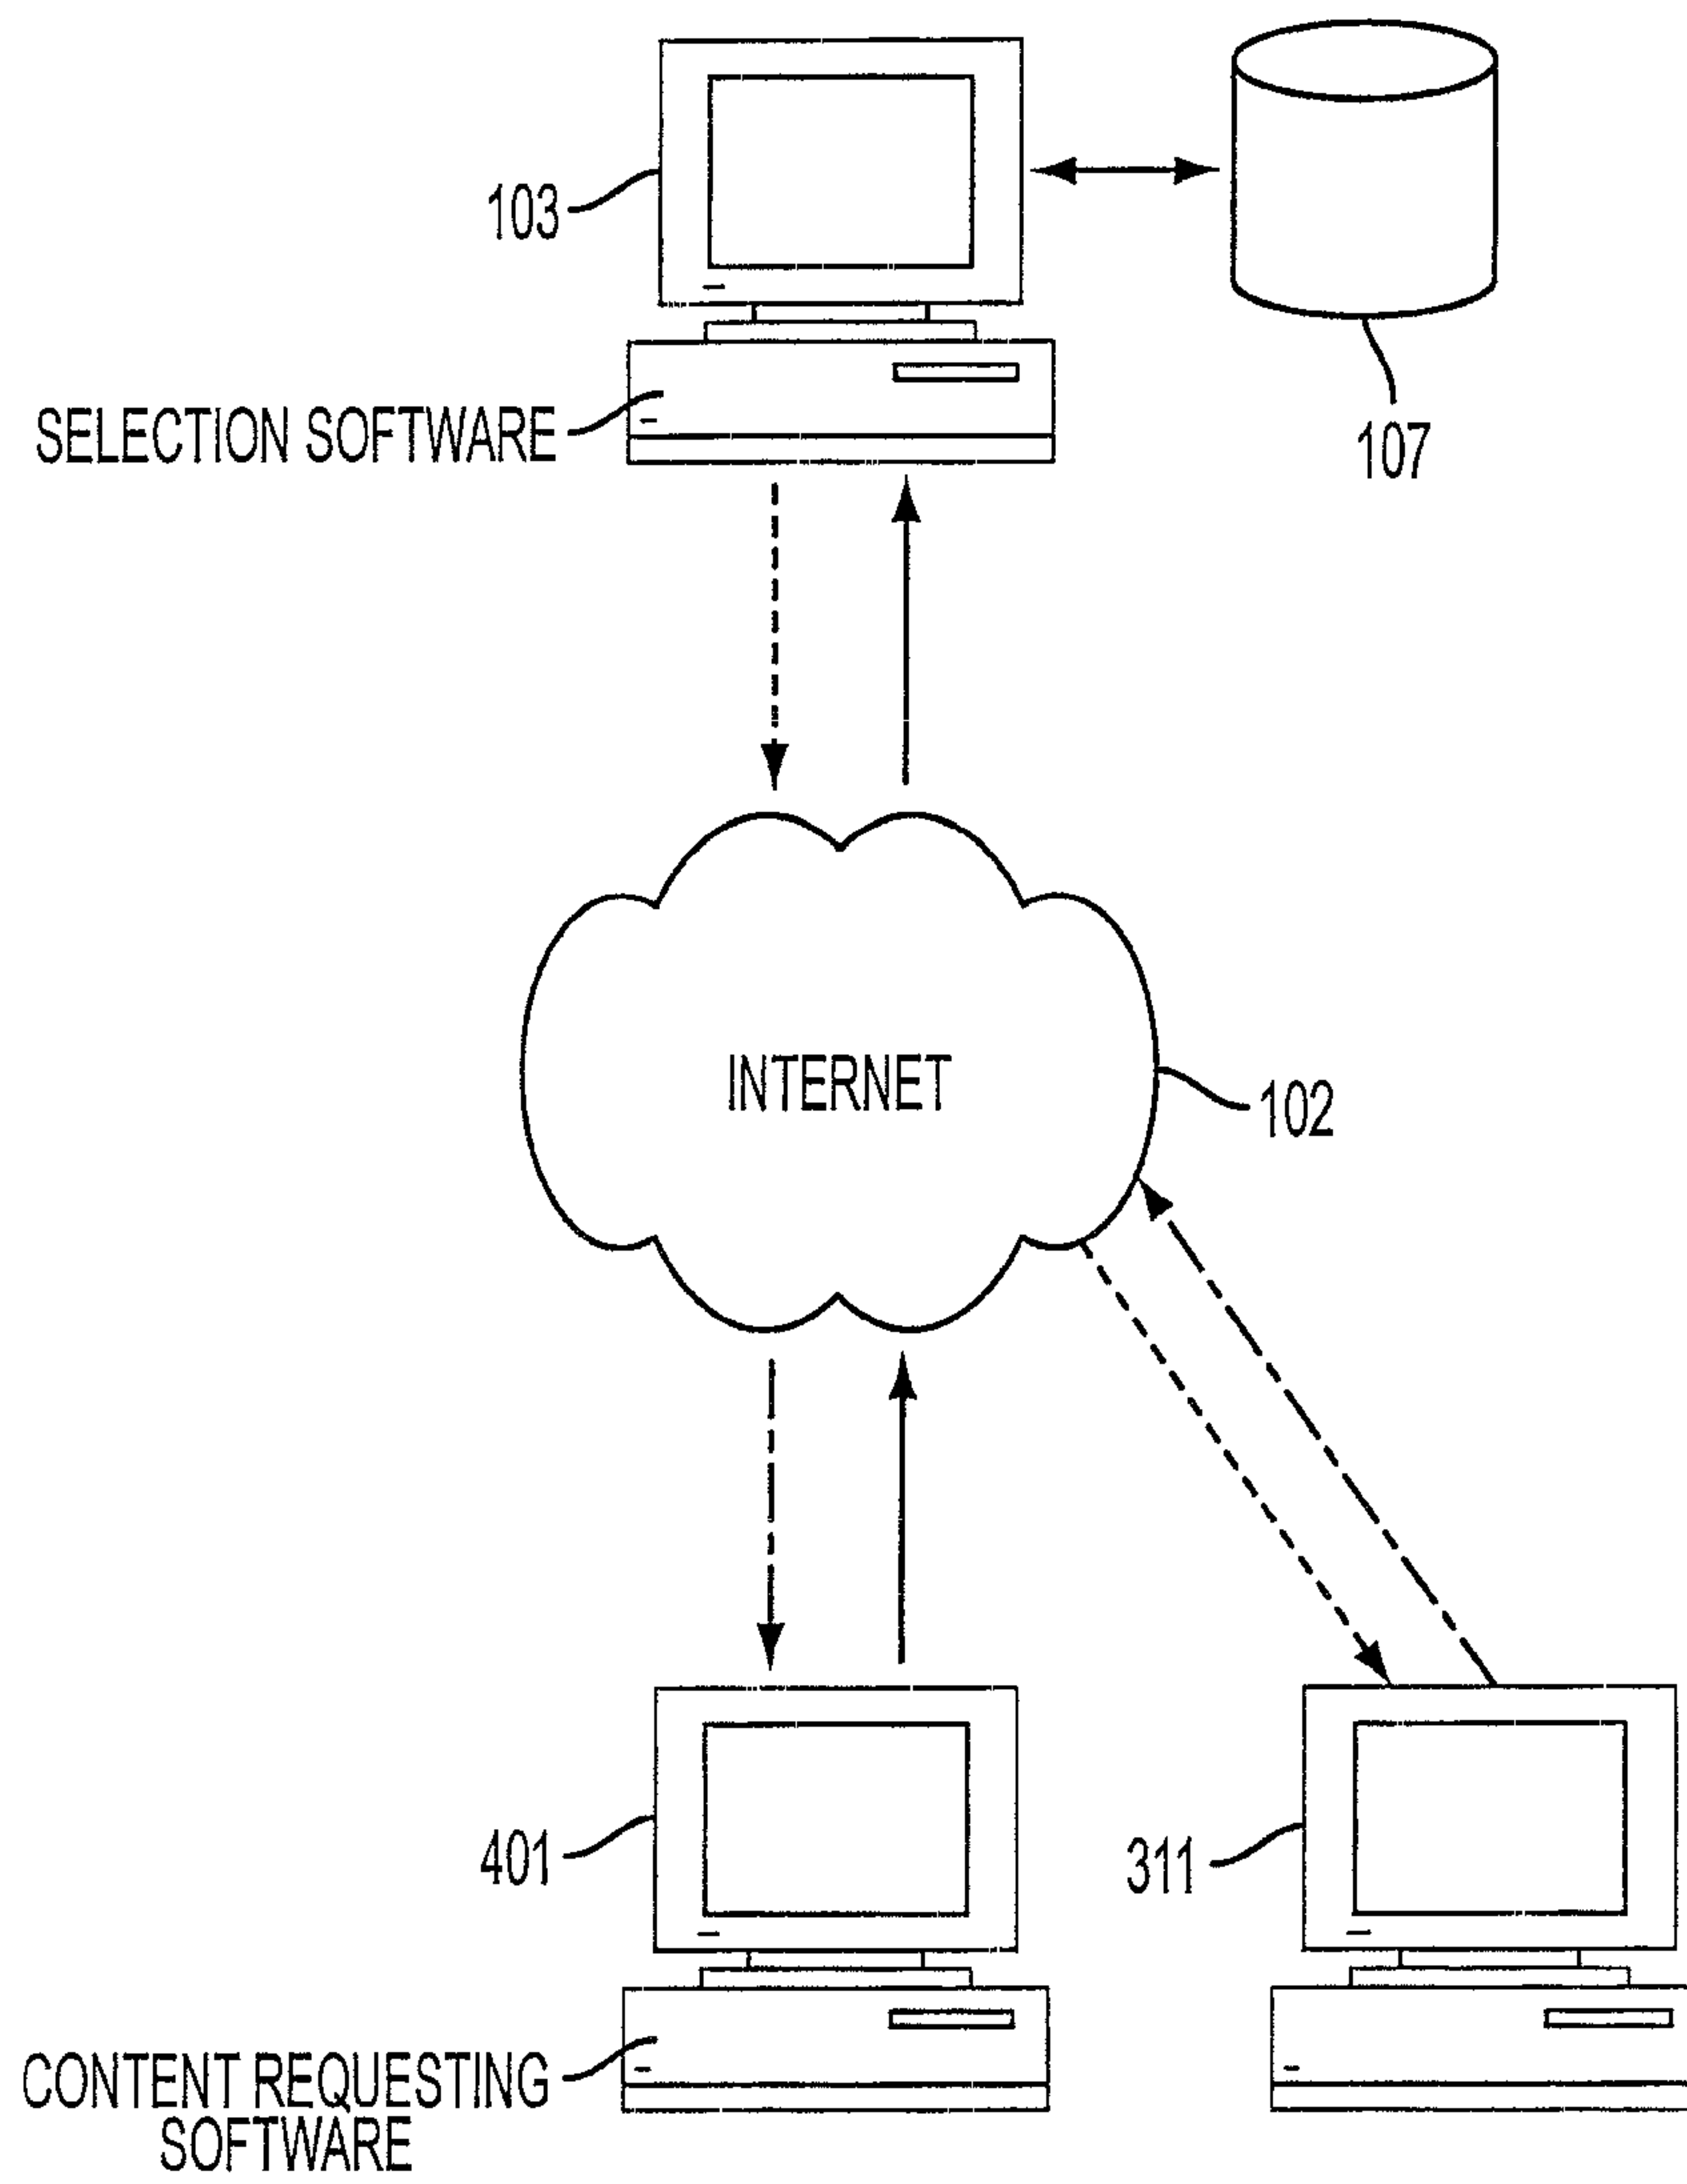 103
SELECTION SOFTWARE
107
INTERNET
102
401
311
CONTENT REQUESTING
SOFTWARE